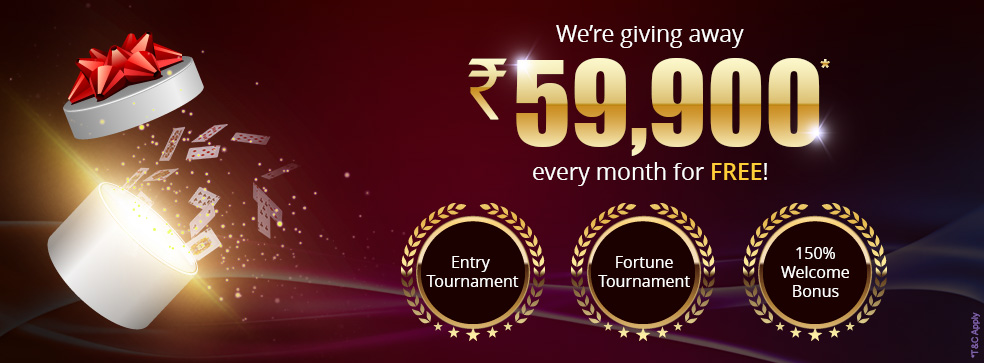 We're giving away
₹59,900*
every month for FREE!
Entry
Tournament
Fortune
Tournament
150%
Welcome
Bonus
*T&C Apply